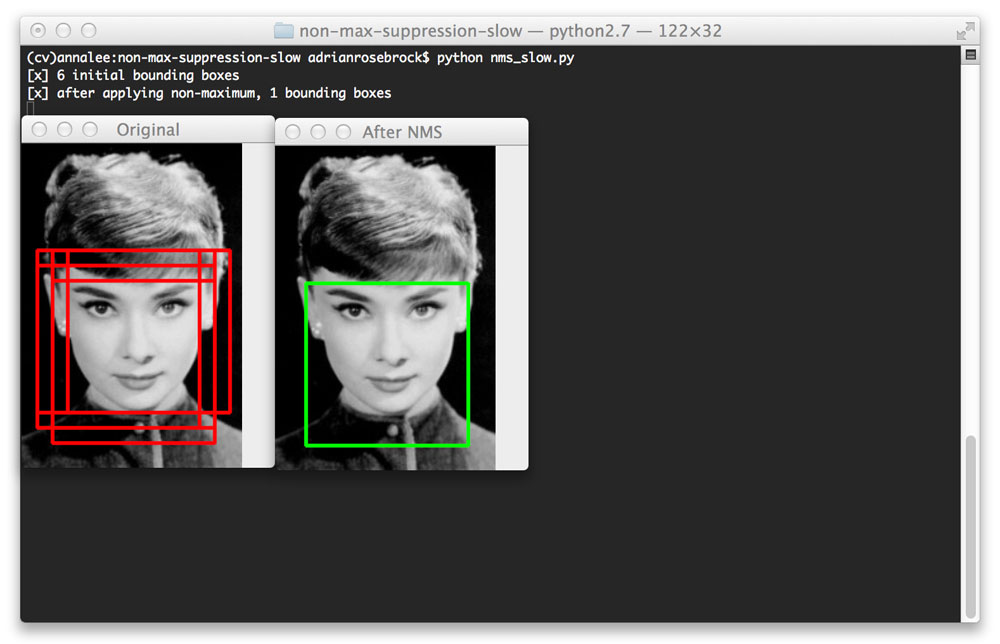 non-max-suppression-slow — python2.7 — 122×32
(cv)annalee:non-max-suppression-slow adrianrosebrock$ python nms_slow.py
[x] 6 initial bounding boxes
[x] after applying non-maximum, 1 bounding boxes
Original
After NMS